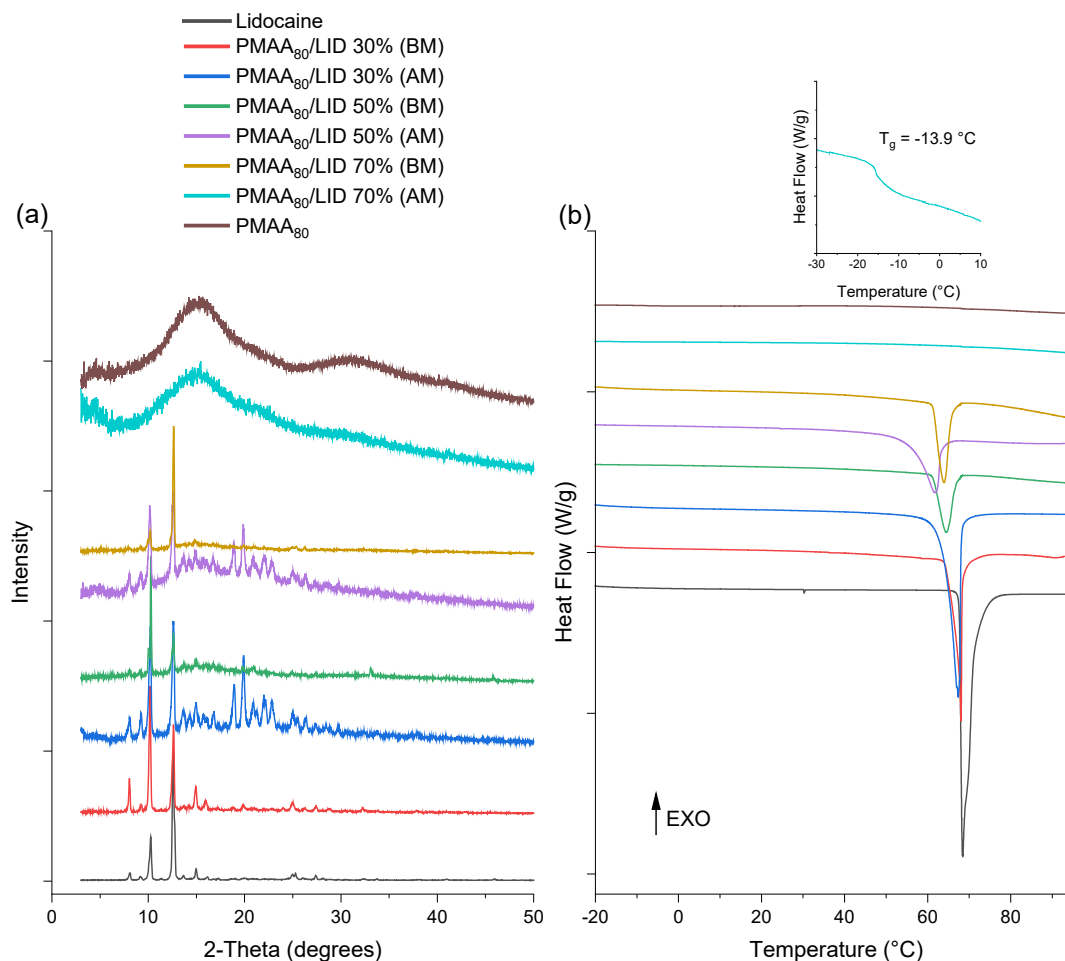 Lidocaine
PMAA₈₀/LID 30% (BM)
PMAA₈₀/LID 30% (AM)
PMAA₈₀/LID 50% (BM)
PMAA₈₀/LID 50% (AM)
PMAA₈₀/LID 70% (BM)
PMAA₈₀/LID 70% (AM)
PMAA₈₀
(a)
Intensity
0 10 20 30 40 50
2-Theta (degrees)
(b)
Heat Flow (W/g)
T_g = -13.9 °C
-30 -20 -10 0 10
Temperature (°C)
Heat Flow (W/g)
EXO
-20 0 20 40 60 80
Temperature (°C)